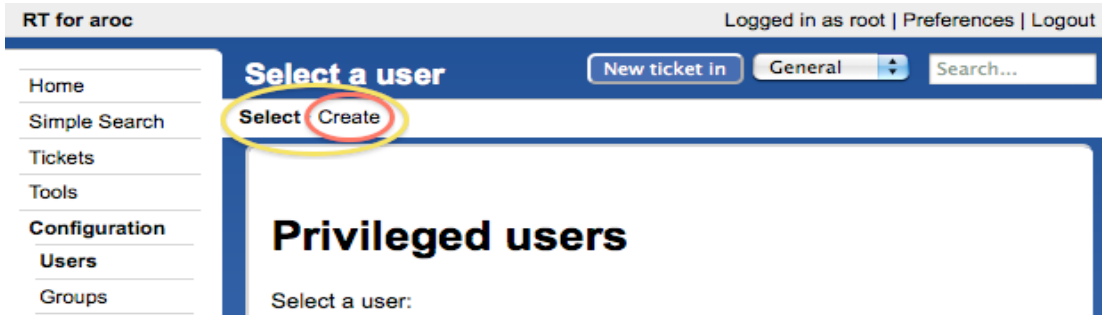 RT for aroc
Logged in as root | Preferences | Logout
Home
Simple Search
Tickets
Tools
Configuration
Users
Groups
Select a user
New ticket in
General
Search...
Select Create
Privileged users
Select a user: